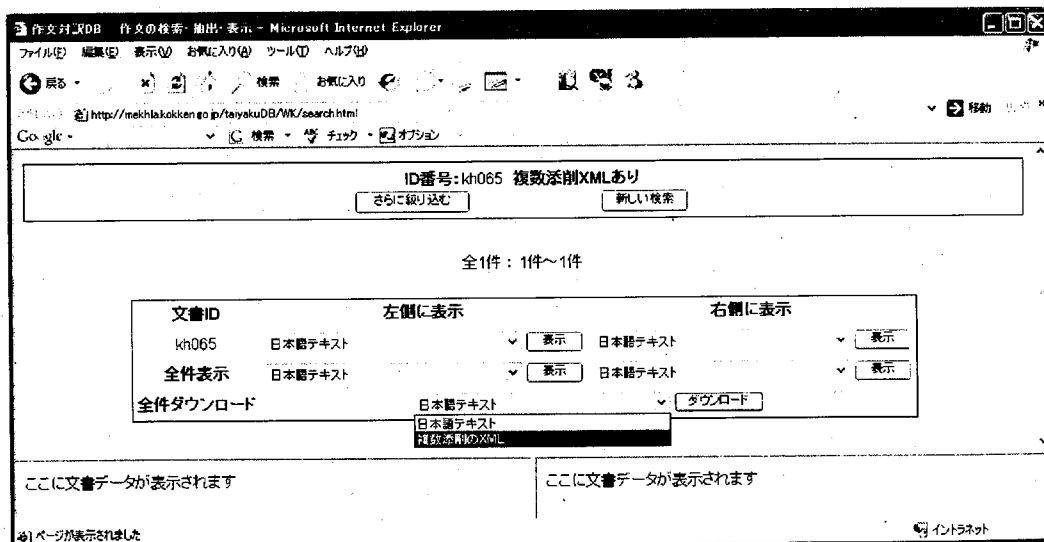 作文対訳DB 作文の検索・抽出・表示 - Microsoft Internet Explorer
ファイル(F) 編集(E) 表示(V) お気に入り(A) ツール(T) ヘルプ(H)
戻る 検索 お気に入り
http://mekhla.kokken.go.jp/taiyakuDB/WK/search.html 移動
Google 検索 チェック オプション
ID番号:kh065 複数添削XMLあり
さらに絞り込む 新しい検索
全1件 : 1件～1件
文書ID 左側に表示 右側に表示
kh065 日本語テキスト 表示 日本語テキスト 表示
全件表示 日本語テキスト 表示 日本語テキスト 表示
全件ダウンロード 日本語テキスト ダウンロード
日本語テキスト
複数添削のXML
ここに文書データが表示されます ここに文書データが表示されます
ページが表示されました イントラネット